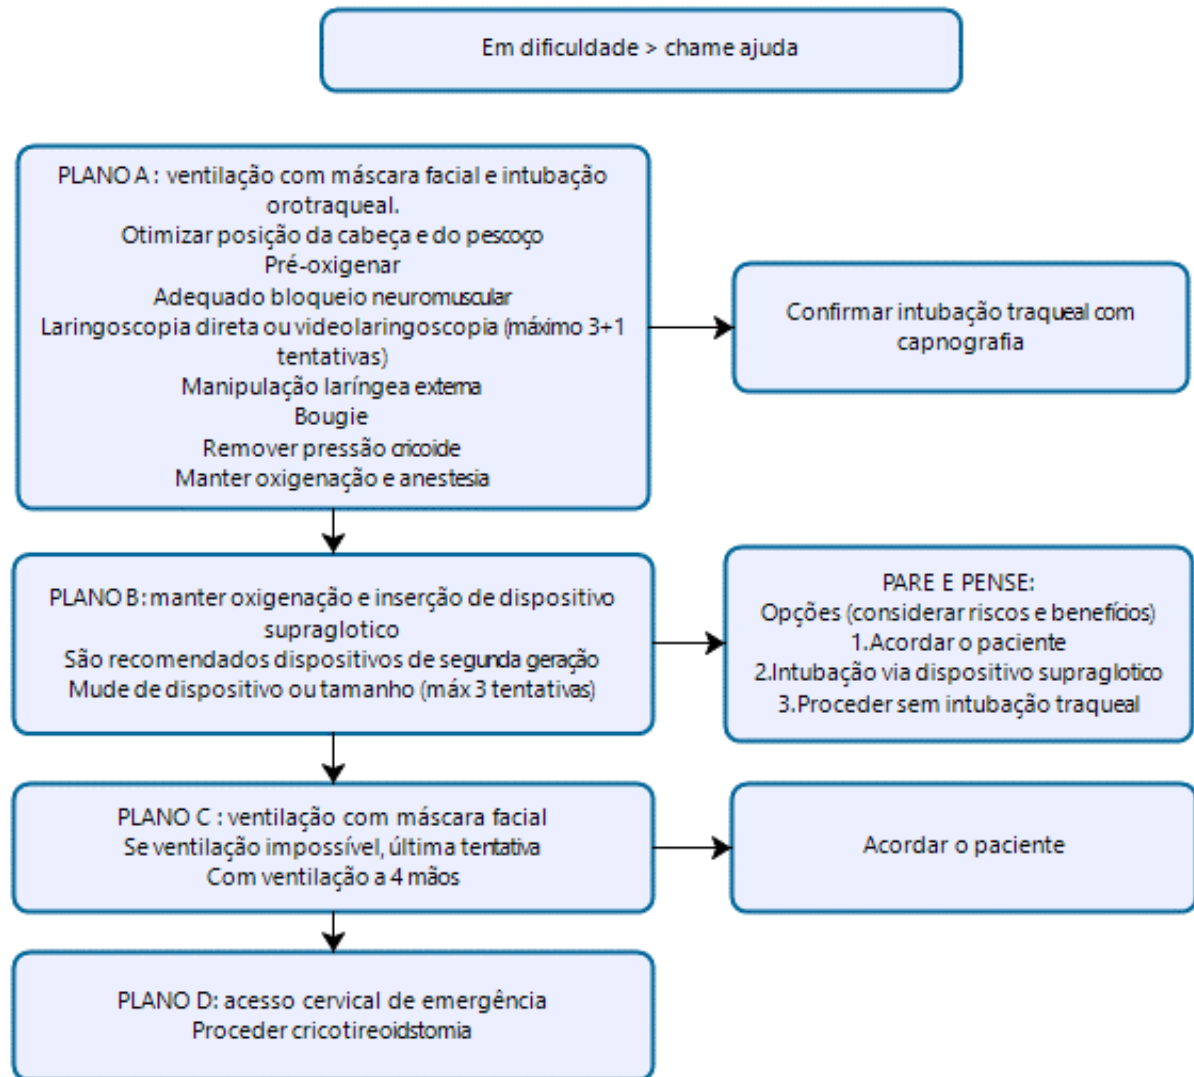 Em dificuldade > chame ajuda
PLANO A : ventilação com máscara facial e intubação
orotraqueal.
Otimizar posição da cabeça e do pescoço
Pré-oxigenar
Adequado bloqueio neuromuscular
Laringoscopia direta ou videolaringoscopia (máximo 3+1
tentativas)
Manipulação laríngea externa
Bougie
Remover pressão cricoide
Manter oxigenação e anestesia
Confirmar intubação traqueal com
capnografia
PLANO B: manter oxigenação e inserção de dispositivo
supraglotico
São recomendados dispositivos de segunda geração
Mude de dispositivo ou tamanho (máx 3 tentativas)
PARE E PENSE:
Opções (considerar riscos e benefícios)
1.Acordar o paciente
2.Intubação via dispositivo supraglotico
3.Proceder sem intubação traqueal
PLANO C : ventilação com máscara facial
Se ventilação impossível, última tentativa
Com ventilação a 4 mãos
Acordar o paciente
PLANO D: acesso cervical de emergência
Proceder cricotireoidstomia